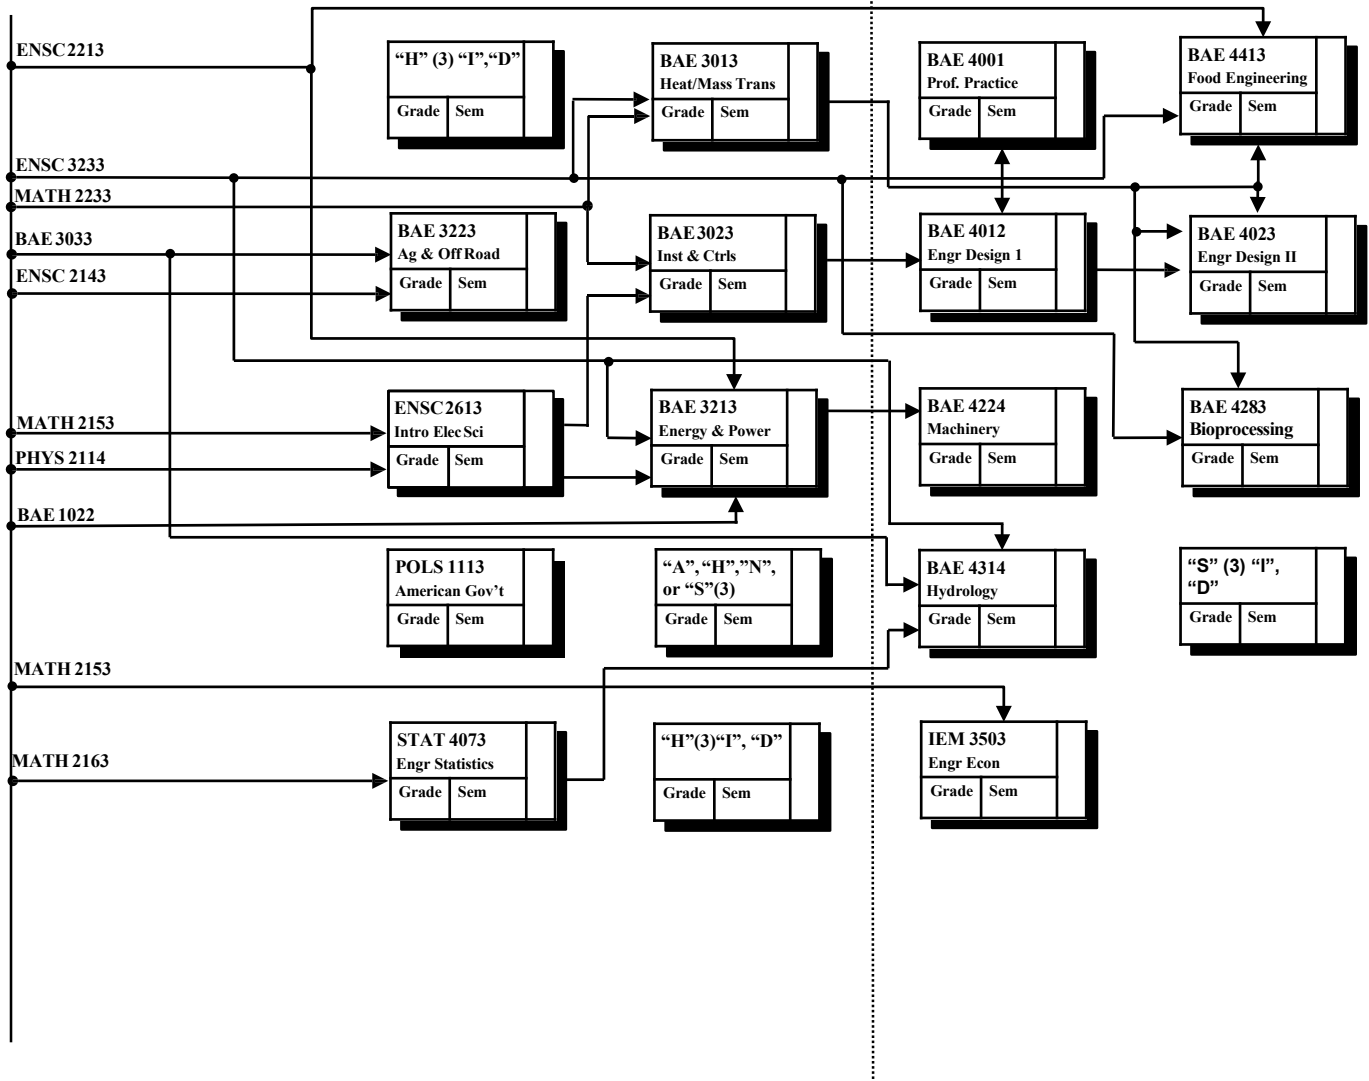 ENSC 2213
ENSC 3233
MATH 2233
BAE 3033
ENSC 2143
MATH 2153
PHYS 2114
BAE 1022
MATH 2153
MATH 2163
“H” (3) “I”,“D”
Grade Sem
BAE 3013
Heat/Mass Trans
Grade Sem
BAE 4001
Prof. Practice
Grade Sem
BAE 4413
Food Engineering
Grade Sem
BAE 3223
Ag & Off Road
Grade Sem
BAE 3023
Inst & Ctrls
Grade Sem
BAE 4012
Engr Design 1
Grade Sem
BAE 4023
Engr Design II
Grade Sem
ENSC 2613
Intro Elec Sci
Grade Sem
BAE 3213
Energy & Power
Grade Sem
BAE 4224
Machinery
Grade Sem
BAE 4283
Bioprocessing
Grade Sem
POLS 1113
American Gov’t
Grade Sem
“A”, “H”,”N”,
or “S”(3)
Grade Sem
BAE 4314
Hydrology
Grade Sem
“S” (3) “I”,
“D”
Grade Sem
STAT 4073
Engr Statistics
Grade Sem
“H”(3)“I”, “D”
Grade Sem
IEM 3503
Engr Econ
Grade Sem